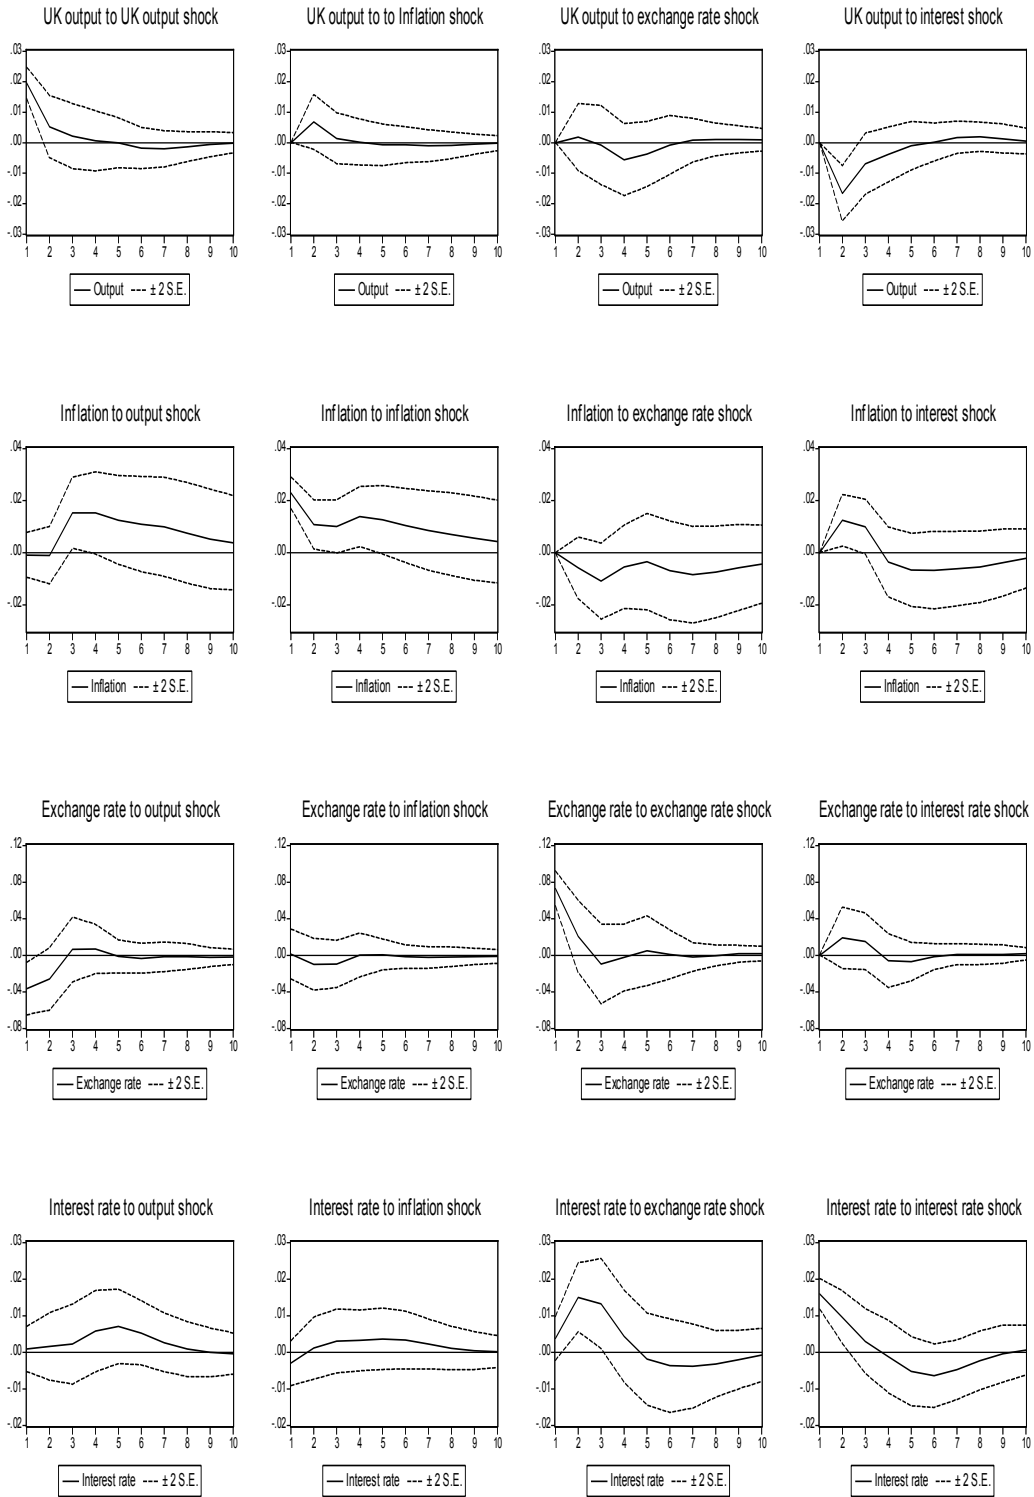 UK output to UK output shock
UK output to to Inflation shock
UK output to exchange rate shock
UK output to interest shock
.03 .03 .03 .03
.02 .02 .02 .02
.01 .01 .01 .01
.00 .00 .00 .00
-.01 -.01 -.01 -.01
-.02 -.02 -.02 -.02
-.03 -.03 -.03 -.03
1 2 3 4 5 6 7 8 9 10
1 2 3 4 5 6 7 8 9 10
1 2 3 4 5 6 7 8 9 10
1 2 3 4 5 6 7 8 9 10
Output ± 2 S.E.
Output ± 2 S.E.
Output ± 2 S.E.
Output ± 2 S.E.
Inflation to output shock
Inflation to inflation shock
Inflation to exchange rate shock
Inflation to interest shock
.04 .04 .04 .04
.02 .02 .02 .02
.00 .00 .00 .00
-.02 -.02 -.02 -.02
1 2 3 4 5 6 7 8 9 10
1 2 3 4 5 6 7 8 9 10
1 2 3 4 5 6 7 8 9 10
1 2 3 4 5 6 7 8 9 10
Inflation ± 2 S.E.
Inflation ± 2 S.E.
Inflation ± 2 S.E.
Inflation ± 2 S.E.
Exchange rate to output shock
Exchange rate to inflation shock
Exchange rate to exchange rate shock
Exchange rate to interest rate shock
.12 .12 .12 .12
.08 .08 .08 .08
.04 .04 .04 .04
.00 .00 .00 .00
-.04 -.04 -.04 -.04
-.08 -.08 -.08 -.08
1 2 3 4 5 6 7 8 9 10
1 2 3 4 5 6 7 8 9 10
1 2 3 4 5 6 7 8 9 10
1 2 3 4 5 6 7 8 9 10
Exchange rate ± 2 S.E.
Exchange rate ± 2 S.E.
Exchange rate ± 2 S.E.
Exchange rate ± 2 S.E.
Interest rate to output shock
Interest rate to inflation shock
Interest rate to exchange rate shock
Interest rate to interest rate shock
.03 .03 .03 .03
.02 .02 .02 .02
.01 .01 .01 .01
.00 .00 .00 .00
-.01 -.01 -.01 -.01
-.02 -.02 -.02 -.02
1 2 3 4 5 6 7 8 9 10
1 2 3 4 5 6 7 8 9 10
1 2 3 4 5 6 7 8 9 10
1 2 3 4 5 6 7 8 9 10
Interest rate ± 2 S.E.
Interest rate ± 2 S.E.
Interest rate ± 2 S.E.
Interest rate ± 2 S.E.